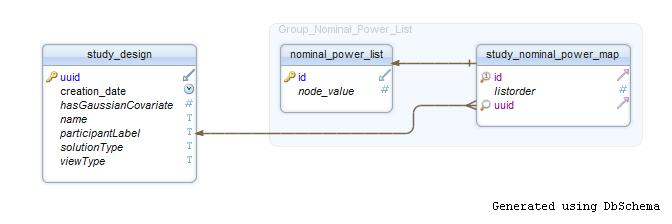 Group_Nominal_Power_List
study_design
uuid
creation_date
hasGaussianCovariate #
name T
participantLabel T
solutionType T
viewType T
nominal_power_list
id
node_value #
study_nominal_power_map
id
listorder #
uuid
Generated using DbSchema